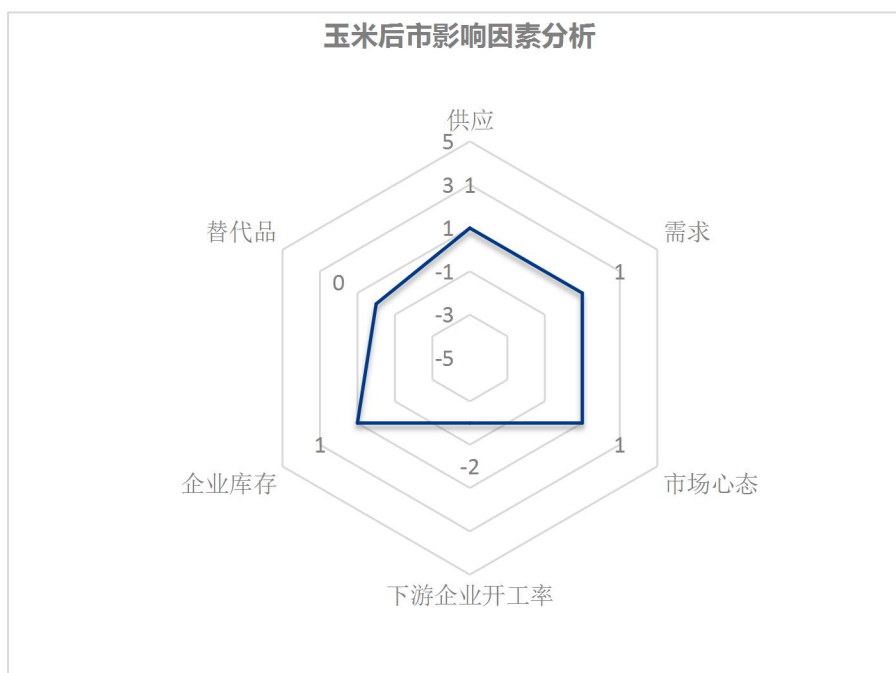 玉米后市影响因素分析
供应
5
3 1
1
-1
-3
-5
需求
1
市场心态
1
下游企业开工率
-2
企业库存
1
替代品
0